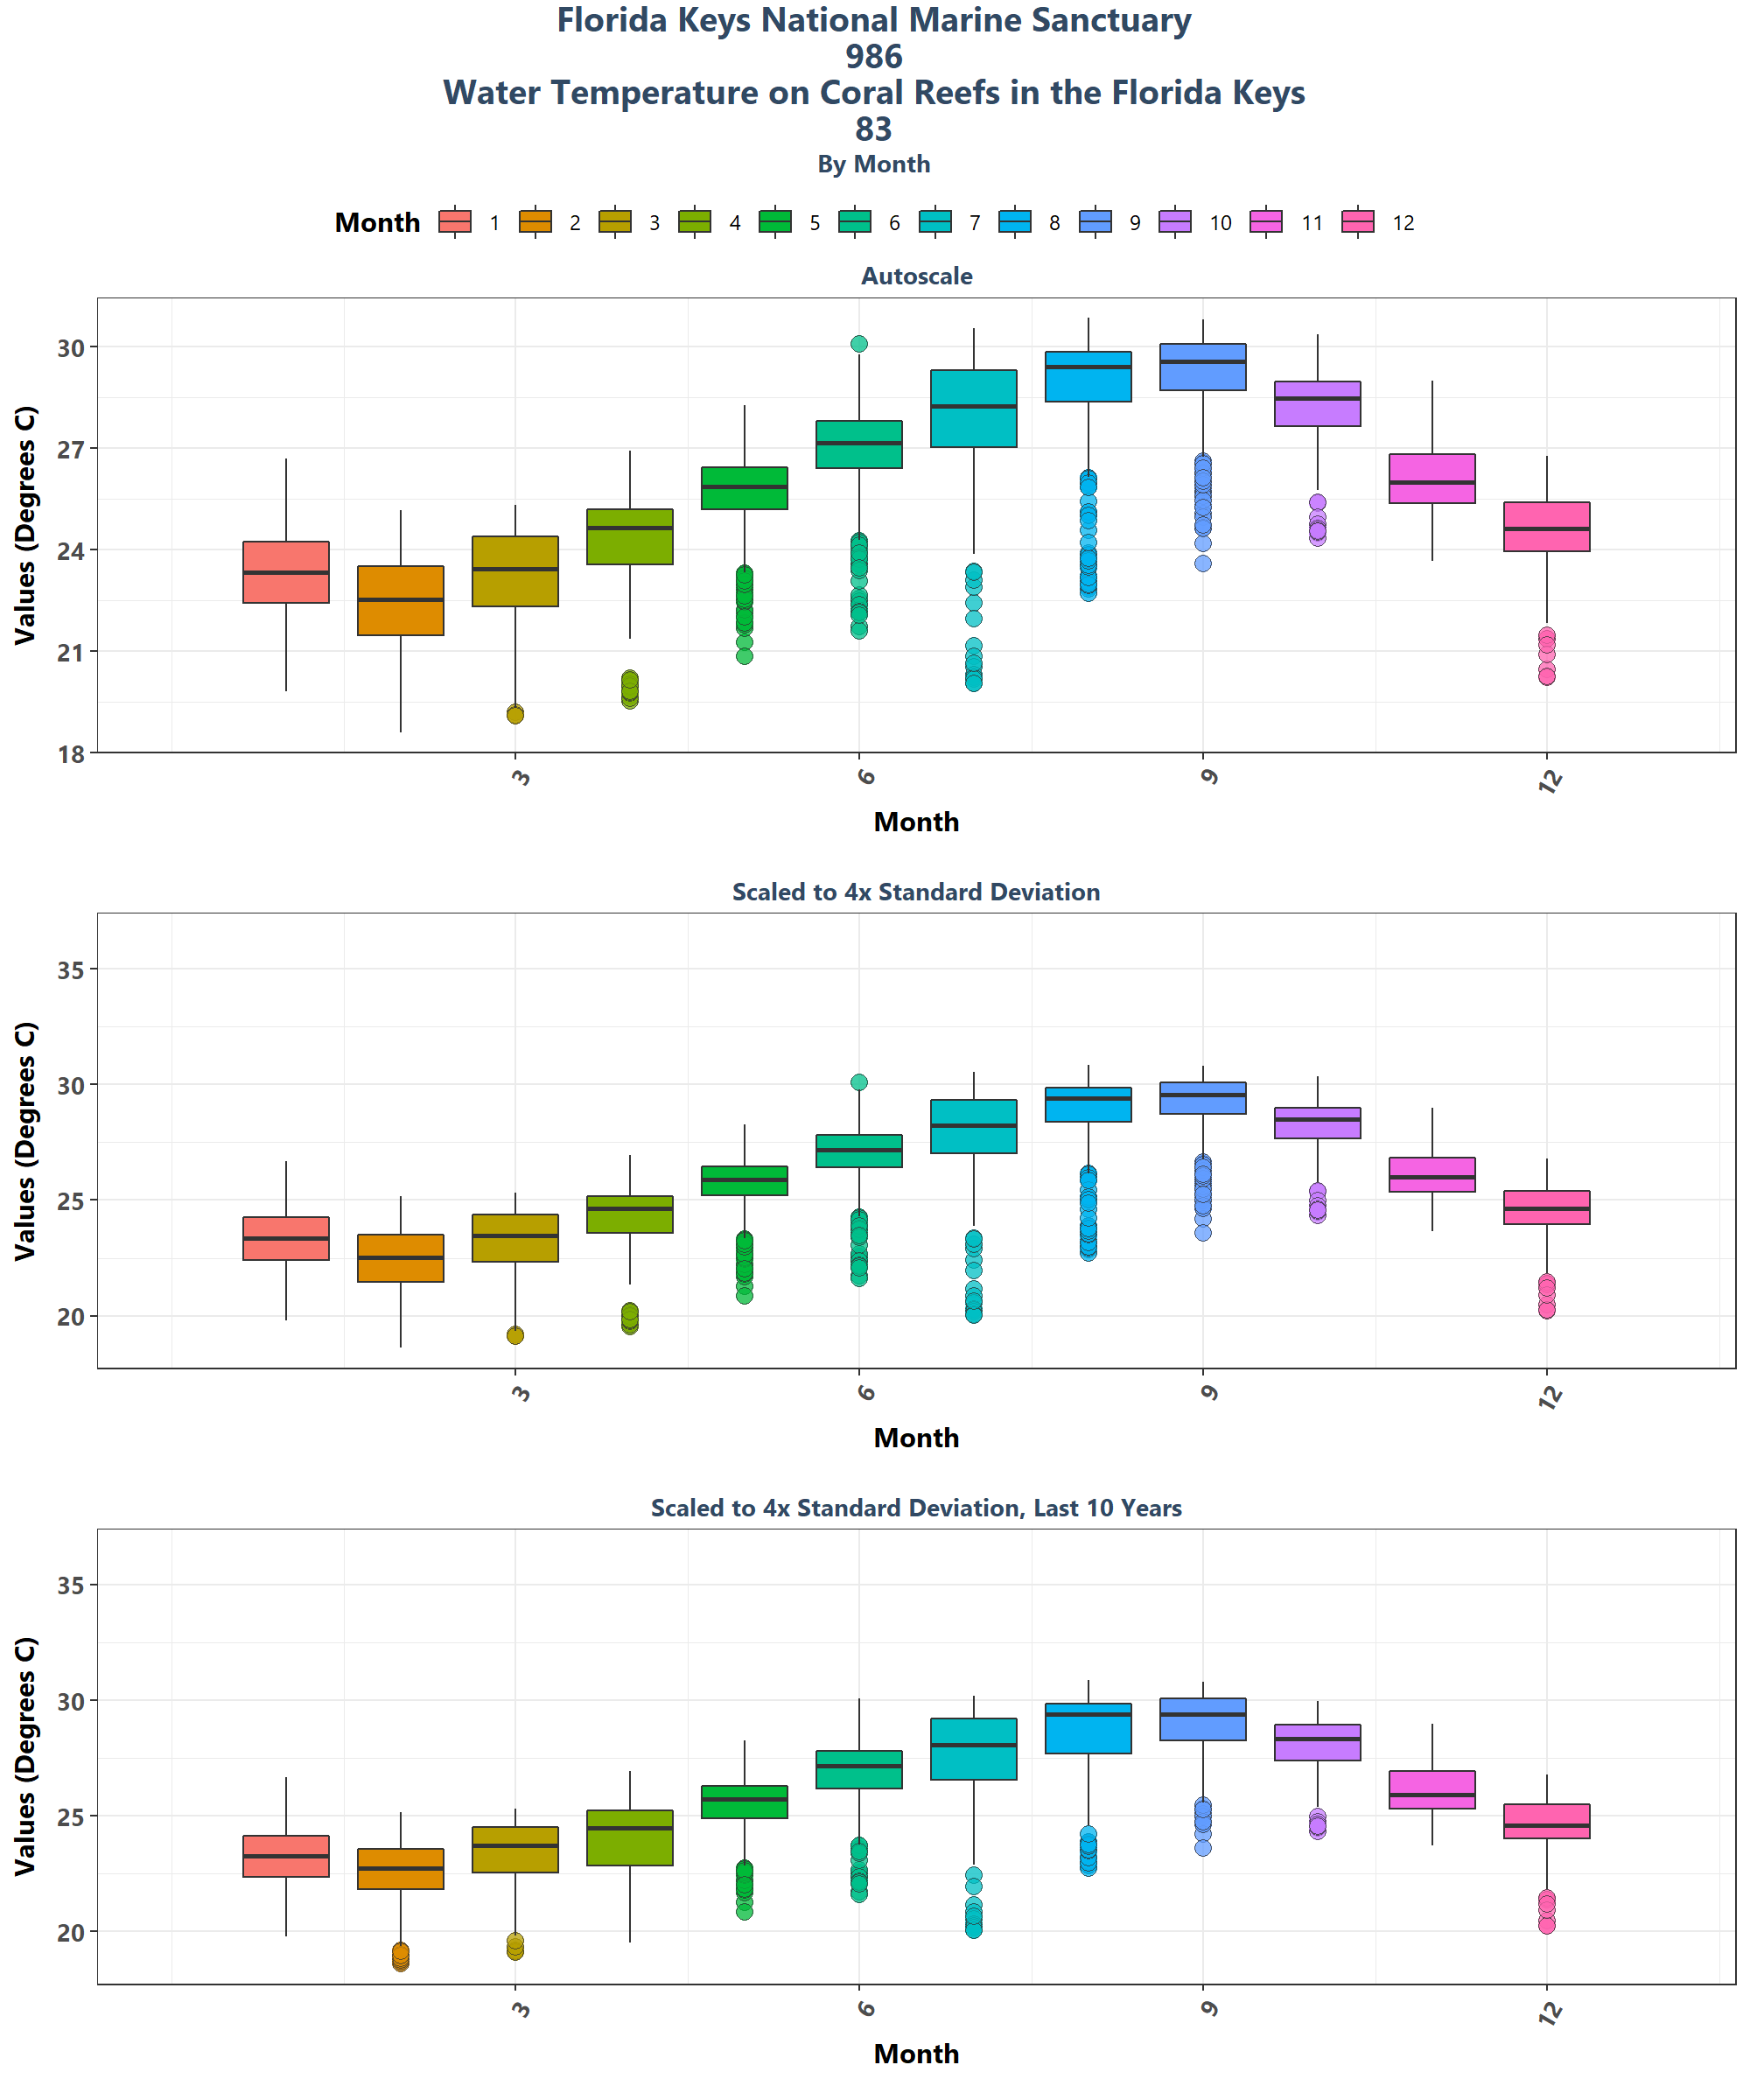 Florida Keys National Marine Sanctuary
986
Water Temperature on Coral Reefs in the Florida Keys
83
By Month
Month 1 2 3 4 5 6 7 8 9 10 11 12
Autoscale
Values (Degrees C)
30
27
24
21
18
3 6 9 12
Month
Scaled to 4x Standard Deviation
Values (Degrees C)
35
30
25
20
3 6 9 12
Month
Scaled to 4x Standard Deviation, Last 10 Years
Values (Degrees C)
35
30
25
20
3 6 9 12
Month